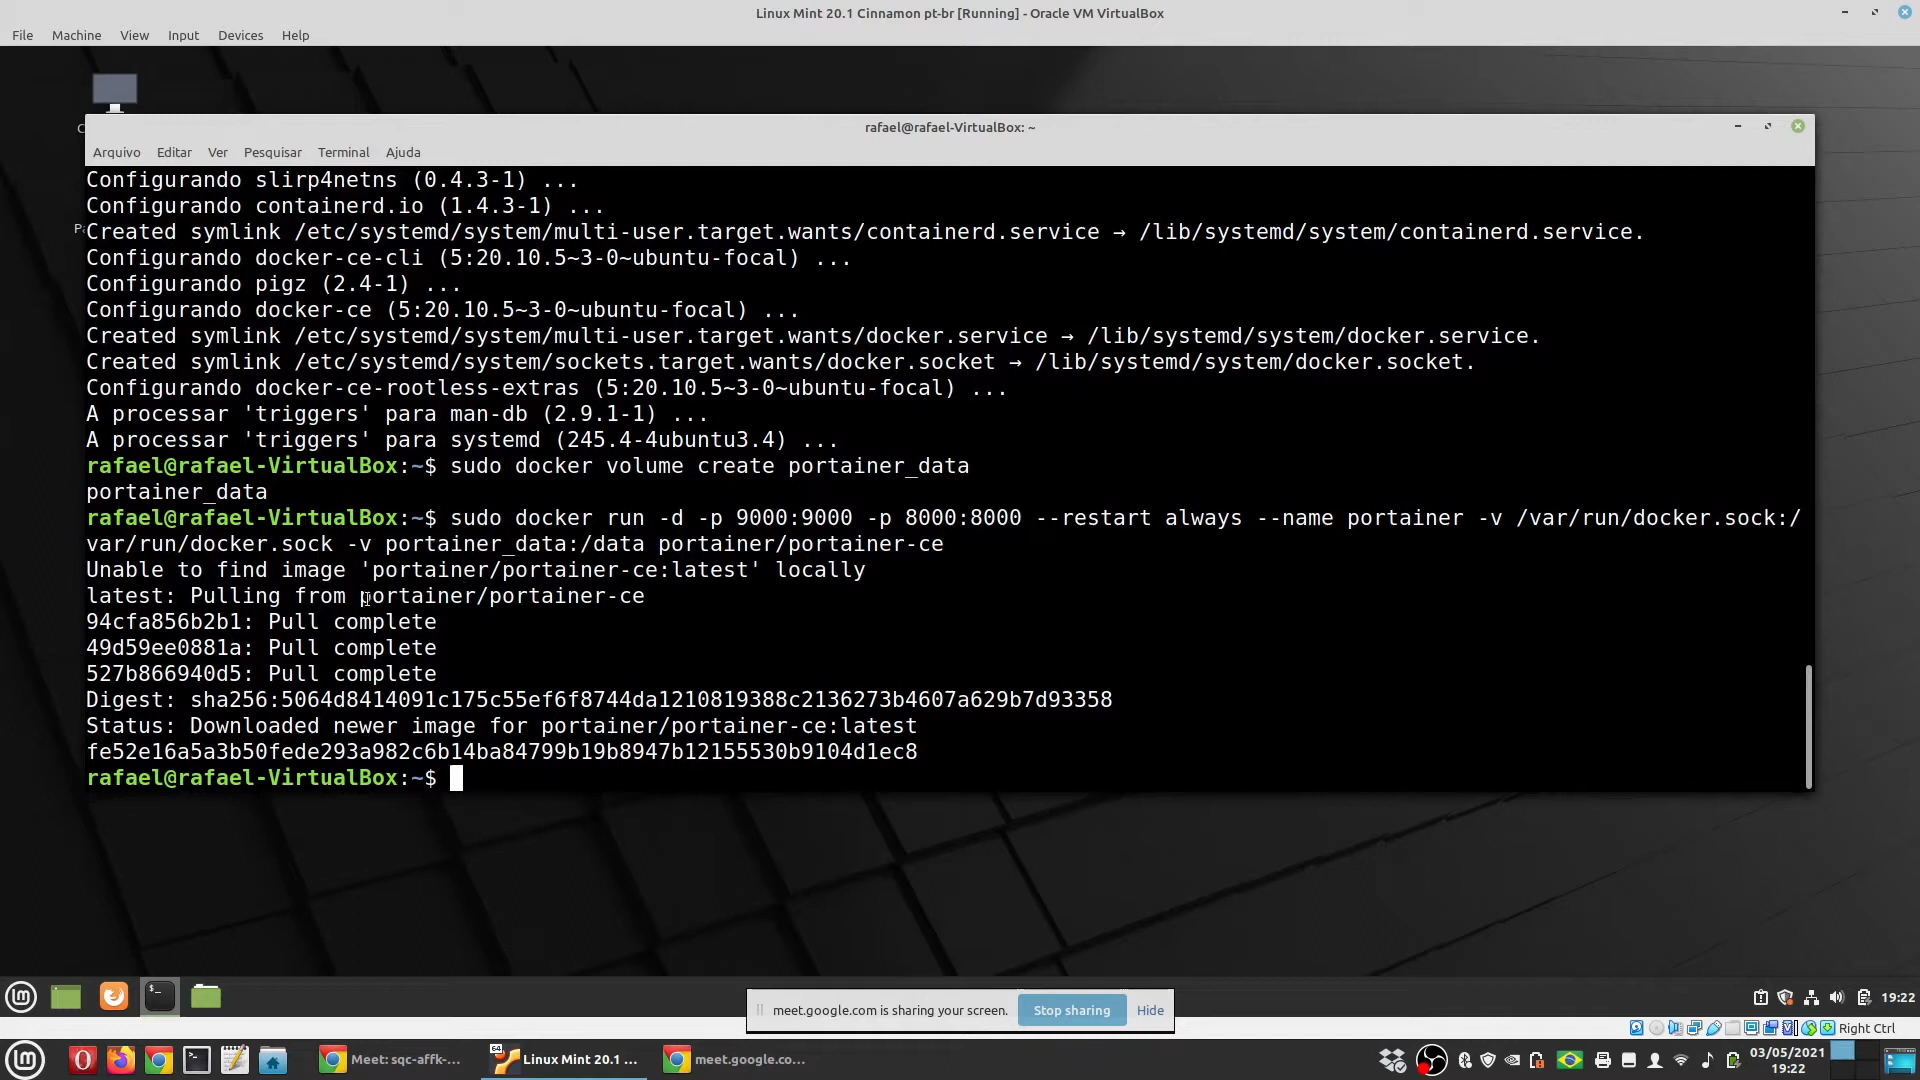 Linux Mint 20.1 Cinnamon pt-br [Running] - Oracle VM VirtualBox
File Machine View Input Devices Help
rafael@rafael-VirtualBox: ~
Arquivo Editar Ver Pesquisar Terminal Ajuda
Configurando slirp4netns (0.4.3-1) ...
Configurando containerd.io (1.4.3-1) ...
Created symlink /etc/systemd/system/multi-user.target.wants/containerd.service → /lib/systemd/system/containerd.service.
Configurando docker-ce-cli (5:20.10.5~3-0~ubuntu-focal) ...
Configurando pigz (2.4-1) ...
Configurando docker-ce (5:20.10.5~3-0~ubuntu-focal) ...
Created symlink /etc/systemd/system/multi-user.target.wants/docker.service → /lib/systemd/system/docker.service.
Created symlink /etc/systemd/system/sockets.target.wants/docker.socket → /lib/systemd/system/docker.socket.
Configurando docker-ce-rootless-extras (5:20.10.5~3-0~ubuntu-focal) ...
A processar 'triggers' para man-db (2.9.1-1) ...
A processar 'triggers' para systemd (245.4-4ubuntu3.4) ...
rafael@rafael-VirtualBox:~$ sudo docker volume create portainer_data
portainer_data
rafael@rafael-VirtualBox:~$ sudo docker run -d -p 9000:9000 -p 8000:8000 --restart always --name portainer -v /var/run/docker.sock:/
var/run/docker.sock -v portainer_data:/data portainer/portainer-ce
Unable to find image 'portainer/portainer-ce:latest' locally
latest: Pulling from portainer/portainer-ce
94cfa856b2b1: Pull complete
49d59ee0881a: Pull complete
527b866940d5: Pull complete
Digest: sha256:5064d8414091c175c55ef6f8744da1210819388c2136273b4607a629b7d93358
Status: Downloaded newer image for portainer/portainer-ce:latest
fe52e16a5a3b50fede293a982c6b14ba84799b19b8947b12155530b9104d1ec8
rafael@rafael-VirtualBox:~$
19:22
meet.google.com is sharing your screen. Stop sharing Hide
Right Ctrl
Meet: sqc-affk-... Linux Mint 20.1 ... meet.google.co...
03/05/2021
19:22